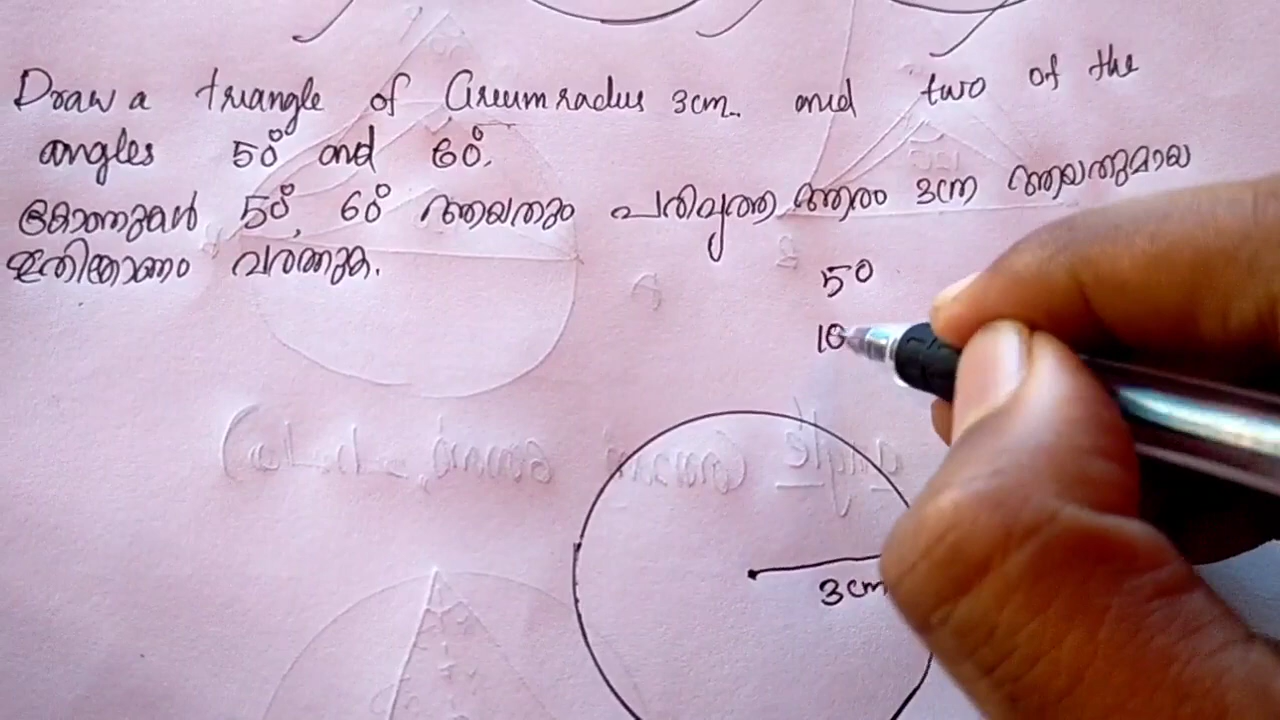 Draw a triangle of Circumradus 3cm. and two of the
angles 50° and 60°.
കോണുകൾ 50°, 60° ആയതും പരിവൃത്ത ആരം 3cm ആയതുമായ
ത്രികോണം വരയ്ക്കുക.
50
10
3cm